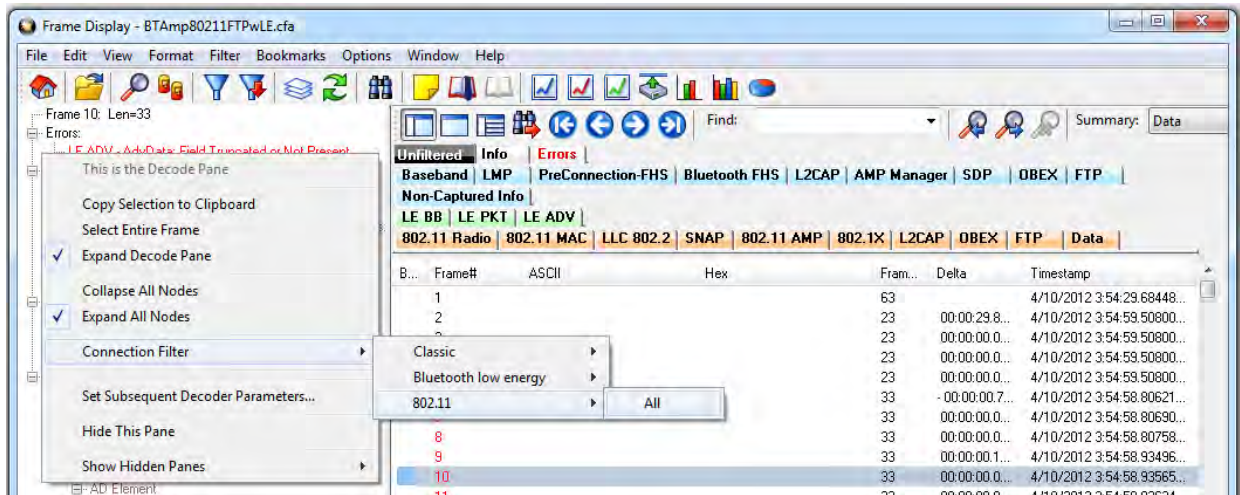 Frame Display - BTAmp80211FTPwLE.cfa
File Edit View Format Filter Bookmarks Options Window Help
Frame 10: Len=33
Errors:
LE ADV - AdvData: Field Truncated or Not Present
This is the Decode Pane
Copy Selection to Clipboard
Select Entire Frame
Expand Decode Pane
Collapse All Nodes
Expand All Nodes
Connection Filter
Set Subsequent Decoder Parameters...
Hide This Pane
Show Hidden Panes
AD Element
Classic
Bluetooth low energy
802.11
All
Find:
Summary: Data
Unfiltered Info Errors
Baseband LMP PreConnection-FHS Bluetooth FHS L2CAP AMP Manager SDP OBEX FTP
Non-Captured Info
LE BB LE PKT LE ADV
802.11 Radio 802.11 MAC LLC 802.2 SNAP 802.11 AMP 802.1X L2CAP OBEX FTP Data
B... Frame# ASCII Hex Fram... Delta Timestamp
1 63 4/10/2012 3:54:29.68448...
2 23 00:00:29.8... 4/10/2012 3:54:59.50800...
23 00:00:00.0... 4/10/2012 3:54:59.50800...
23 00:00:00.0... 4/10/2012 3:54:59.50800...
23 00:00:00.0... 4/10/2012 3:54:59.50800...
33 - 00:00:00.7... 4/10/2012 3:54:58.80621...
33 00:00:00.0... 4/10/2012 3:54:58.80690...
8 33 00:00:00.0... 4/10/2012 3:54:58.80758...
9 33 00:00:00.1... 4/10/2012 3:54:58.93496...
10 33 00:00:00.0... 4/10/2012 3:54:58.93565...